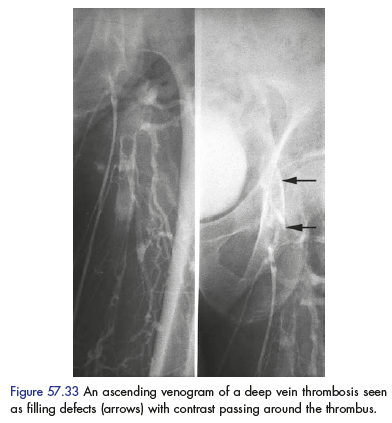 Figure 57.33 An ascending venogram of a deep vein thrombosis seen
as filling defects (arrows) with contrast passing around the thrombus.